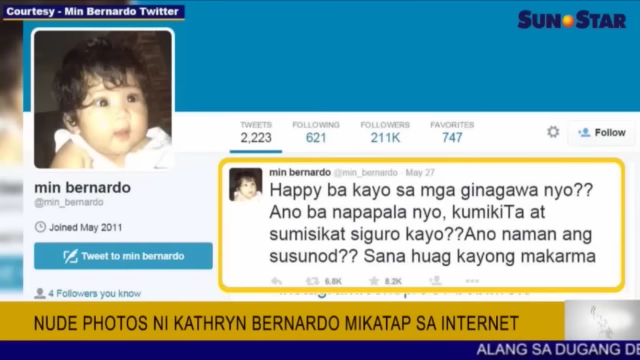 Courtesy - Min Bernardo Twitter
SUN STAR
TWEETS
FOLLOWING
FOLLOWERS
FAVORITES
2,223
621
211K
747
Follow
min bernardo
@min_bernardo
Joined May 2011
Tweet to min bernardo
4 Followers you know
min bernardo @min_bernardo · May 27
Happy ba kayo sa mga ginagawa nyo??
Ano ba napapala nyo, kumikiTa at
sumisikat siguro kayo??Ano naman ang
susunod?? Sana huag kayong makarma
6.8K
8.2K
NUDE PHOTOS NI KATHRYN BERNARDO MIKATAP SA INTERNET
ALANG SA DUGANG DE